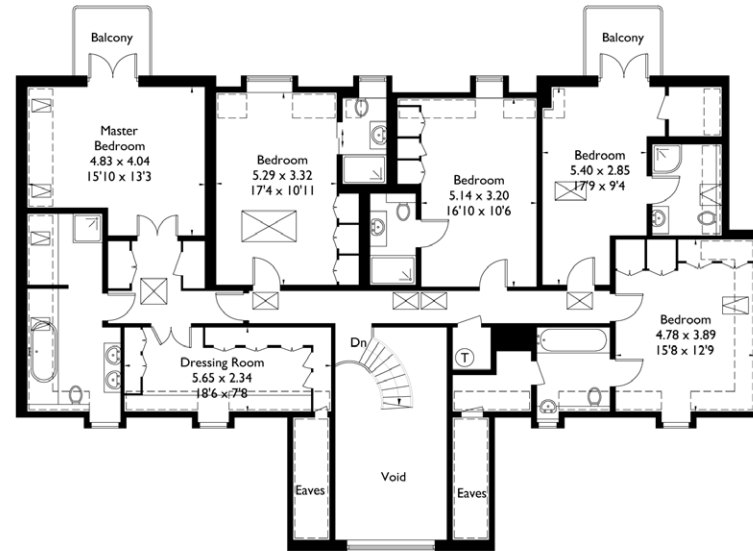 Balcony
Balcony
Master
Bedroom
4.83 x 4.04
15'10 x 13'3
Bedroom
5.29 x 3.32
17'4 x 10'11
Bedroom
5.14 x 3.20
16'10 x 10'6
Bedroom
5.40 x 2.85
17'9 x 9'4
Bedroom
4.78 x 3.89
15'8 x 12'9
Dressing Room
5.65 x 2.34
18'6 x 7'8
Dn
T
Eaves
Void
Eaves